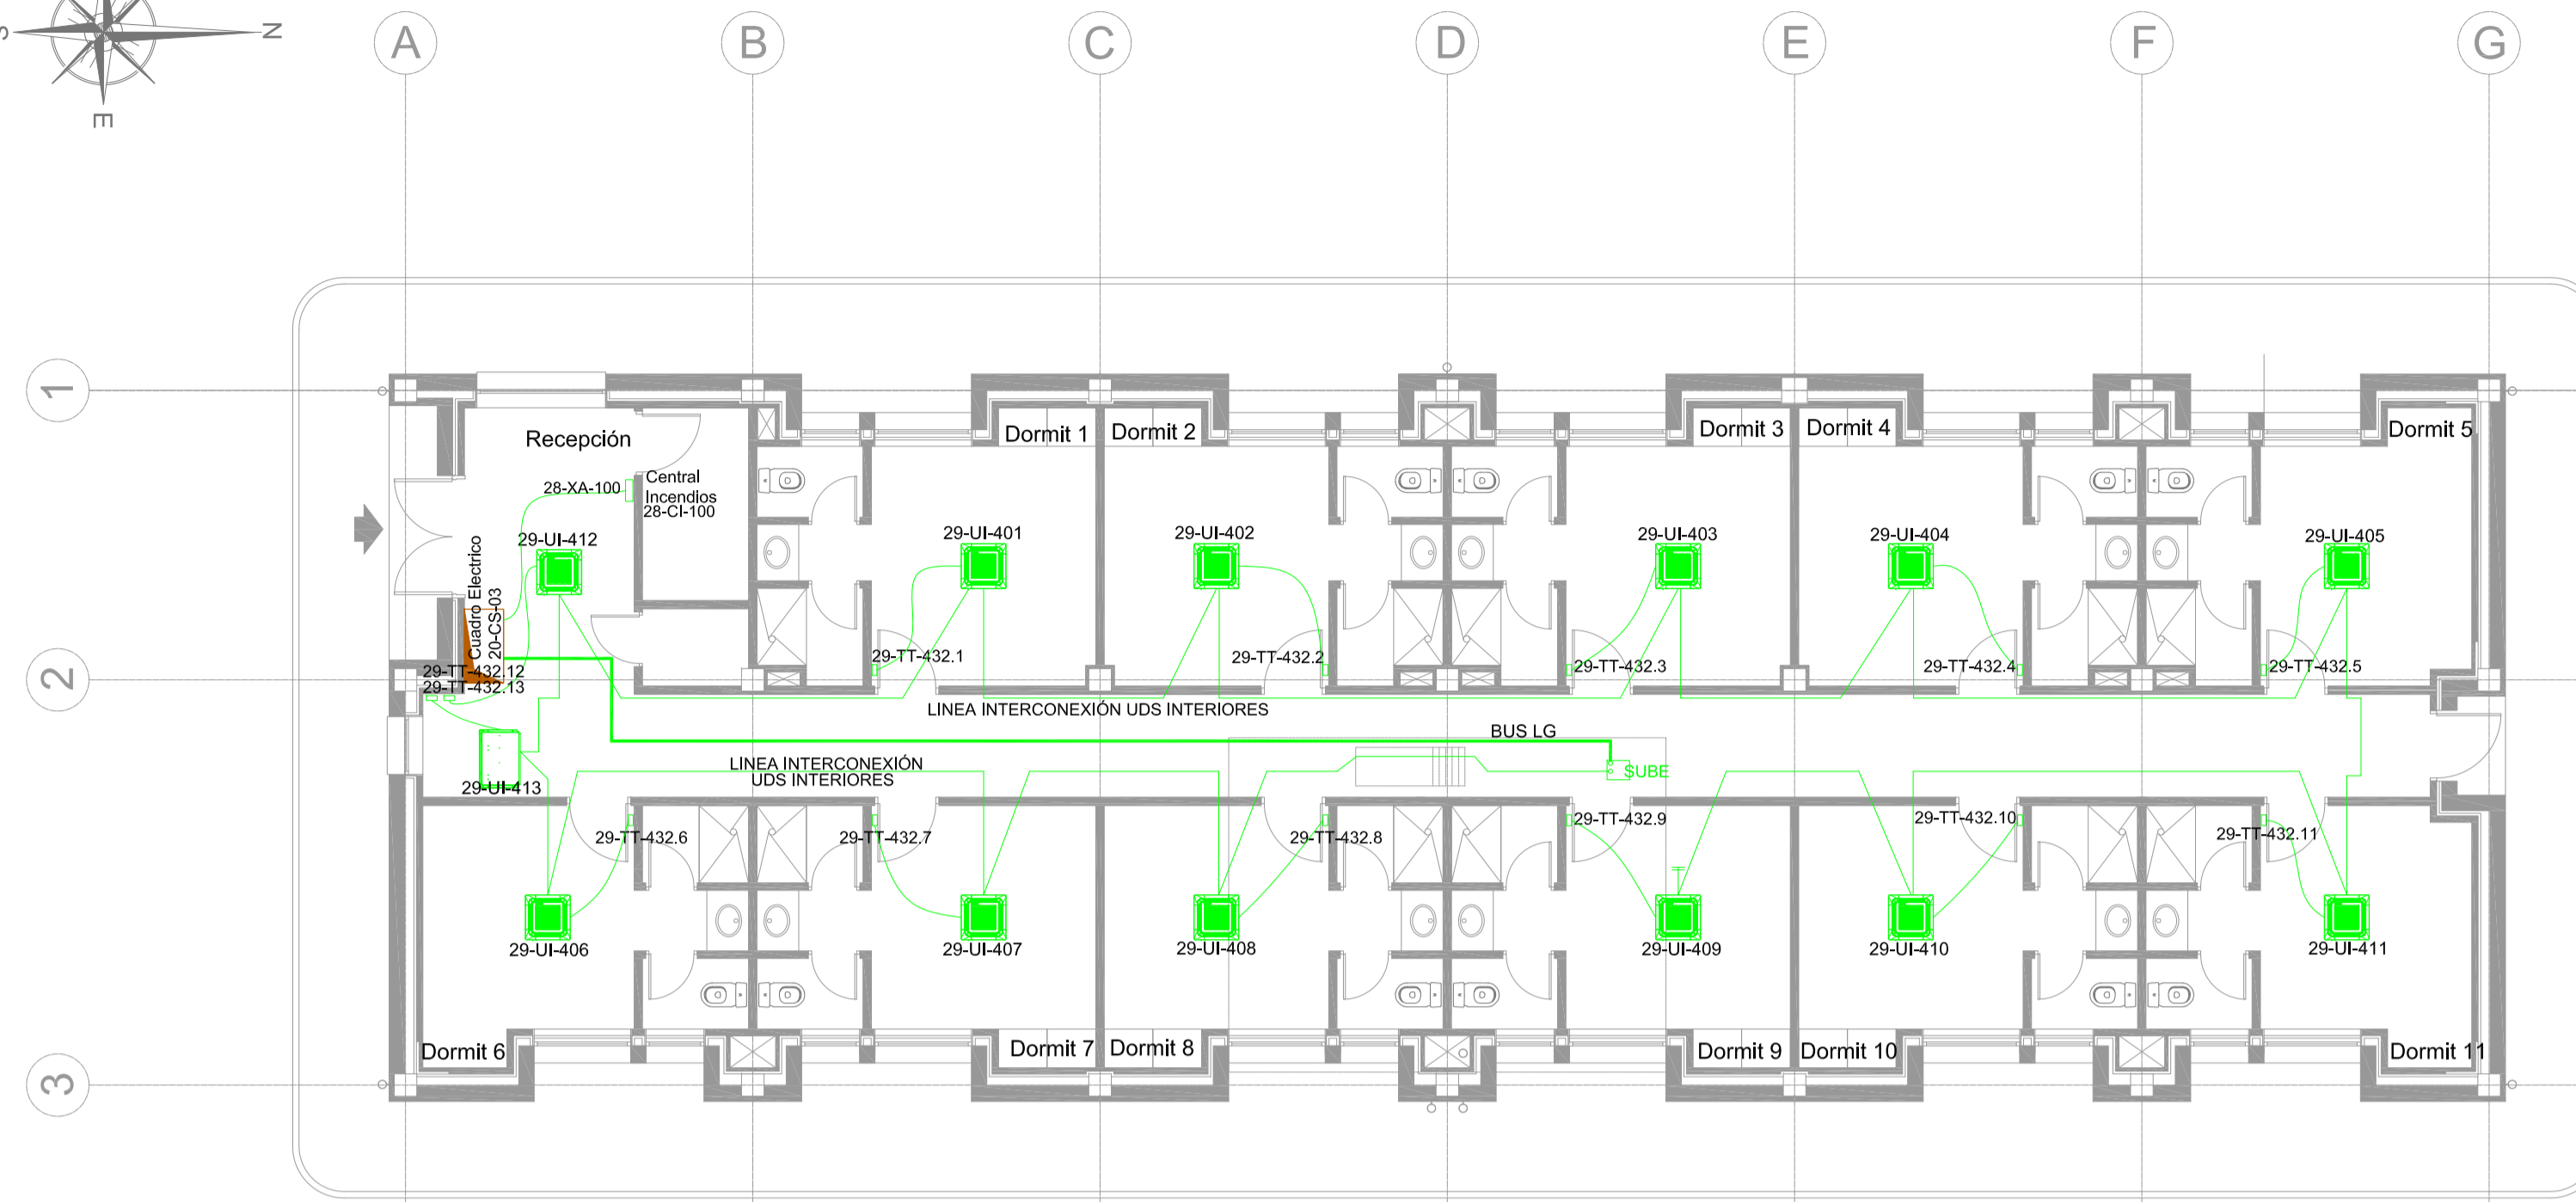 S
N
E
A
B
C
D
E
F
G
1
2
3
Recepción
Dormit 1
Dormit 2
Dormit 3
Dormit 4
Dormit 5
28-XA-100
Central
Incendios
28-CI-100
29-UI-412
29-UI-401
29-UI-402
29-UI-403
29-UI-404
29-UI-405
Cuadro Electrico
20-CS-03
29-TT-432.12
29-TT-432.13
29-TT-432.1
29-TT-432.2
29-TT-432.3
29-TT-432.4
29-TT-432.5
LINEA INTERCONEXIÓN UDS INTERIORES
BUS LG
LINEA INTERCONEXIÓN
UDS INTERIORES
SUBE
29-UI-413
29-TT-432.6
29-TT-432.7
29-TT-432.8
29-TT-432.9
29-TT-432.10
29-TT-432.11
29-UI-406
29-UI-407
29-UI-408
29-UI-409
29-UI-410
29-UI-411
Dormit 6
Dormit 7
Dormit 8
Dormit 9
Dormit 10
Dormit 11